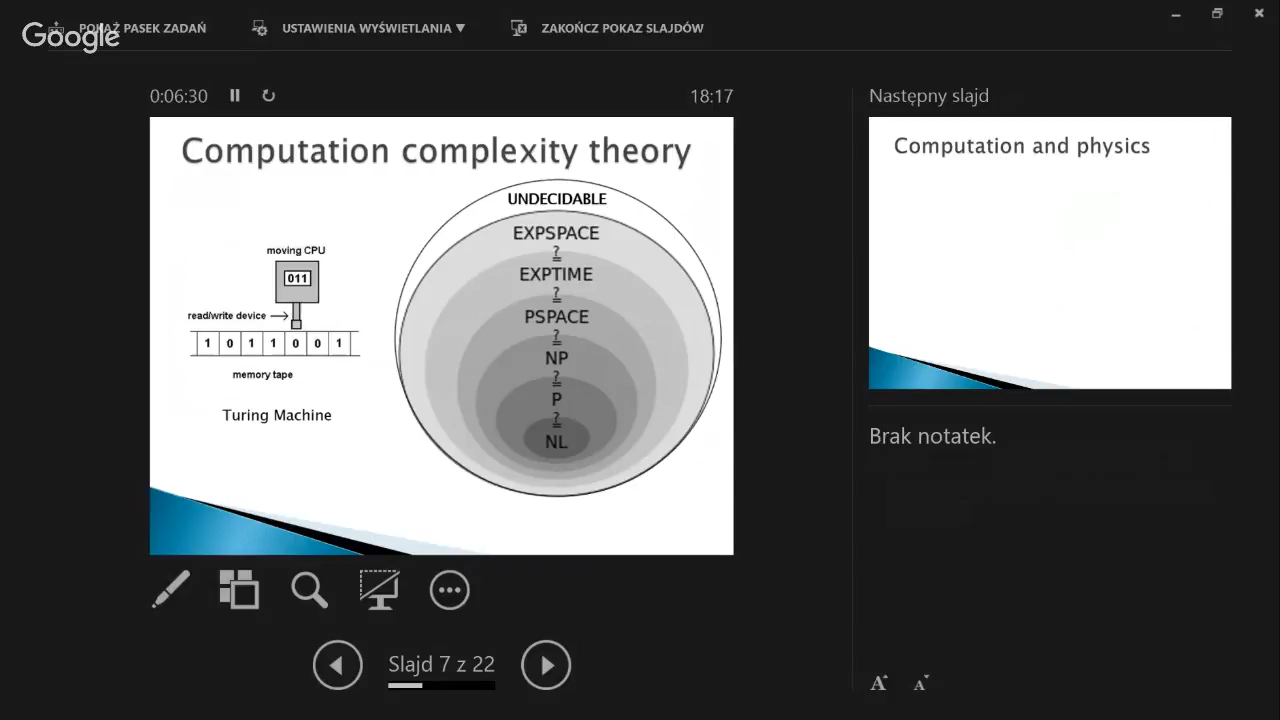 Google
POKAŻ PASEK ZADAŃ
USTAWIENIA WYŚWIETLANIA ▼
ZAKOŃCZ POKAZ SLAJDÓW
0:06:30
18:17
Computation complexity theory
moving CPU
011
read/write device
1 0 1 1 0 0 1
memory tape
Turing Machine
UNDECIDABLE
EXPSPACE
?
=
EXPTIME
?
=
PSPACE
?
=
NP
?
=
P
?
=
NL
Slajd 7 z 22
Następny slajd
Computation and physics
Brak notatek.
A A